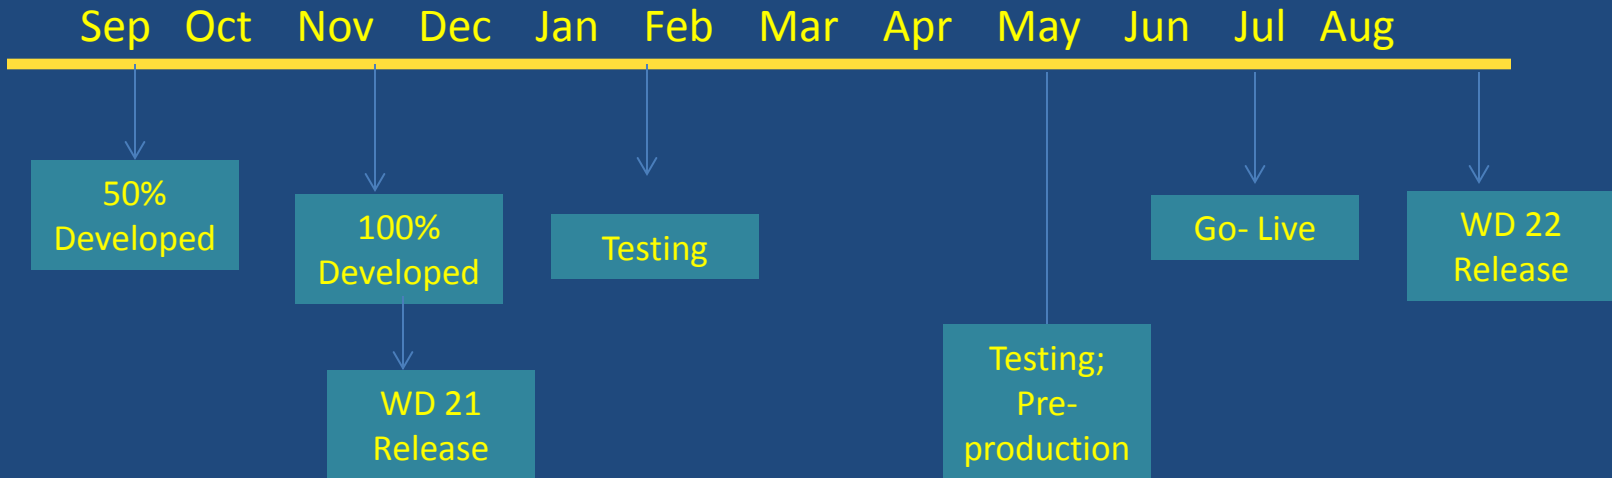 Sep Oct Nov Dec Jan Feb Mar Apr May Jun Jul Aug
50%
Developed
100%
Developed
WD 21
Release
Testing
Testing;
Pre-
production
Go- Live
WD 22
Release